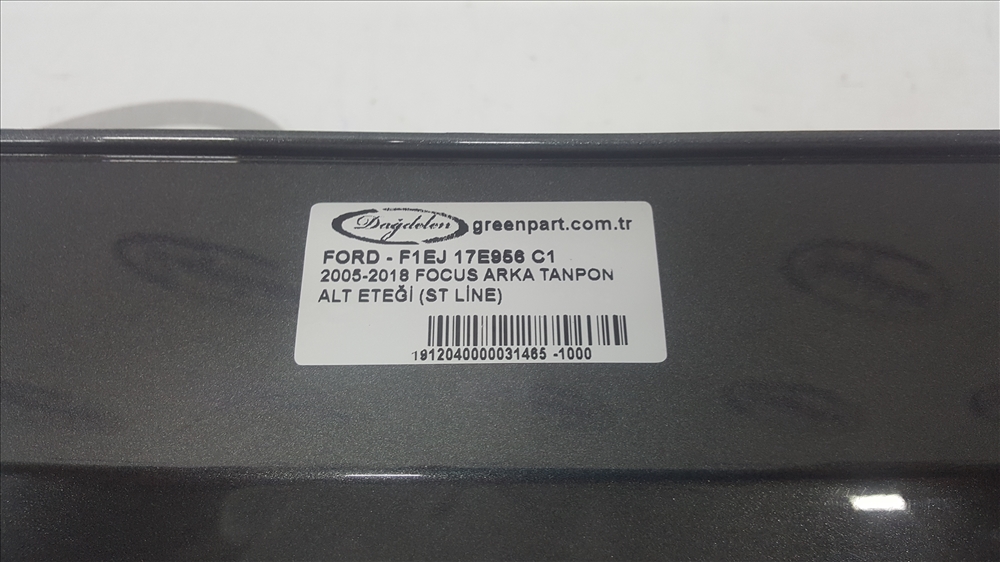 Dağdelen greenpart.com.tr
FORD - F1EJ 17E956 C1
2005-2018 FOCUS ARKA TANPON
ALT ETEĞİ (ST LİNE)
1912040000031465 -1000